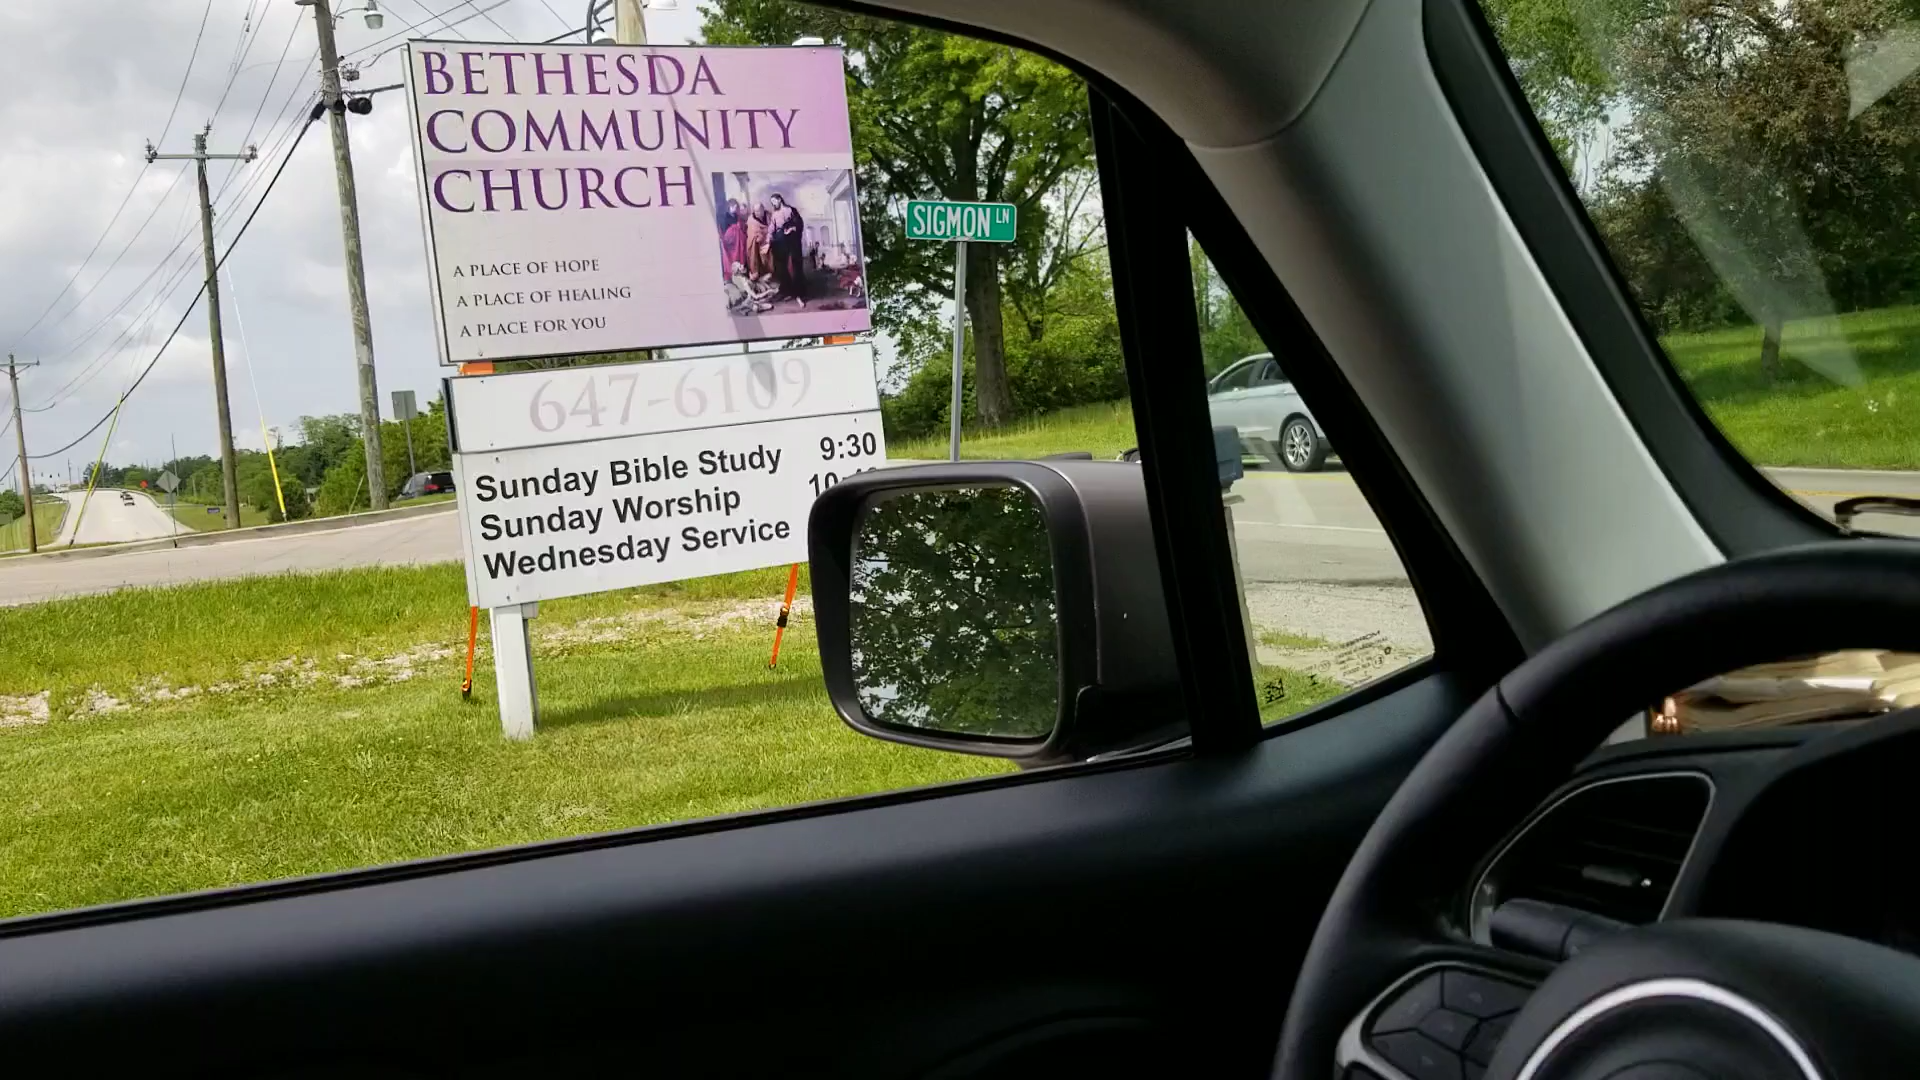 BETHESDA
COMMUNITY
CHURCH
A PLACE OF HOPE
A PLACE OF HEALING
A PLACE FOR YOU
647-6109
Sunday Bible Study 9:30
Sunday Worship
Wednesday Service
SIGMON LN